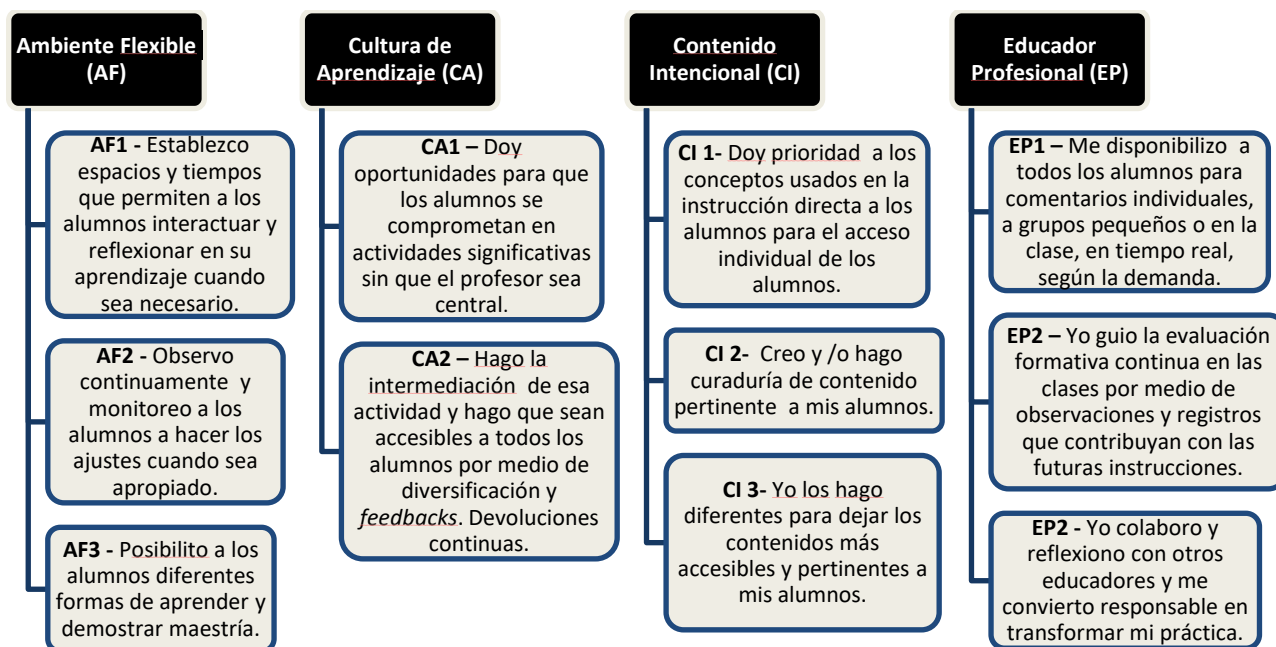 Ambiente Flexible
(AF)
AF1 - Establezco
espacios y tiempos
que permiten a los
alumnos interactuar y
reflexionar en su
aprendizaje cuando
sea necesario.
AF2 - Observo
continuamente y
monitoreo a los
alumnos a hacer los
ajustes cuando sea
apropiado.
AF3 - Posibilito a los
alumnos diferentes
formas de aprender y
demostrar maestría.
Cultura de
Aprendizaje (CA)
CA1 – Doy
oportunidades para que
los alumnos se
comprometan en
actividades significativas
sin que el profesor sea
central.
CA2 – Hago la
intermediación de esa
actividad y hago que sean
accesibles a todos los
alumnos por medio de
diversificación y
feedbacks. Devoluciones
continuas.
Contenido
Intencional (CI)
CI 1- Doy prioridad a los
conceptos usados en la
instrucción directa a los
alumnos para el acceso
individual de los
alumnos.
CI 2- Creo y /o hago
curaduría de contenido
pertinente a mis alumnos.
CI 3- Yo los hago
diferentes para dejar los
contenidos más
accesibles y pertinentes a
mis alumnos.
Educador
Profesional (EP)
EP1 – Me disponibilizo a
todos los alumnos para
comentarios individuales,
a grupos pequeños o en la
clase, en tiempo real,
según la demanda.
EP2 – Yo guio la evaluación
formativa continua en las
clases por medio de
observaciones y registros
que contribuyan con las
futuras instrucciones.
EP2 - Yo colaboro y
reflexiono con otros
educadores y me
convierto responsable en
transformar mi práctica.